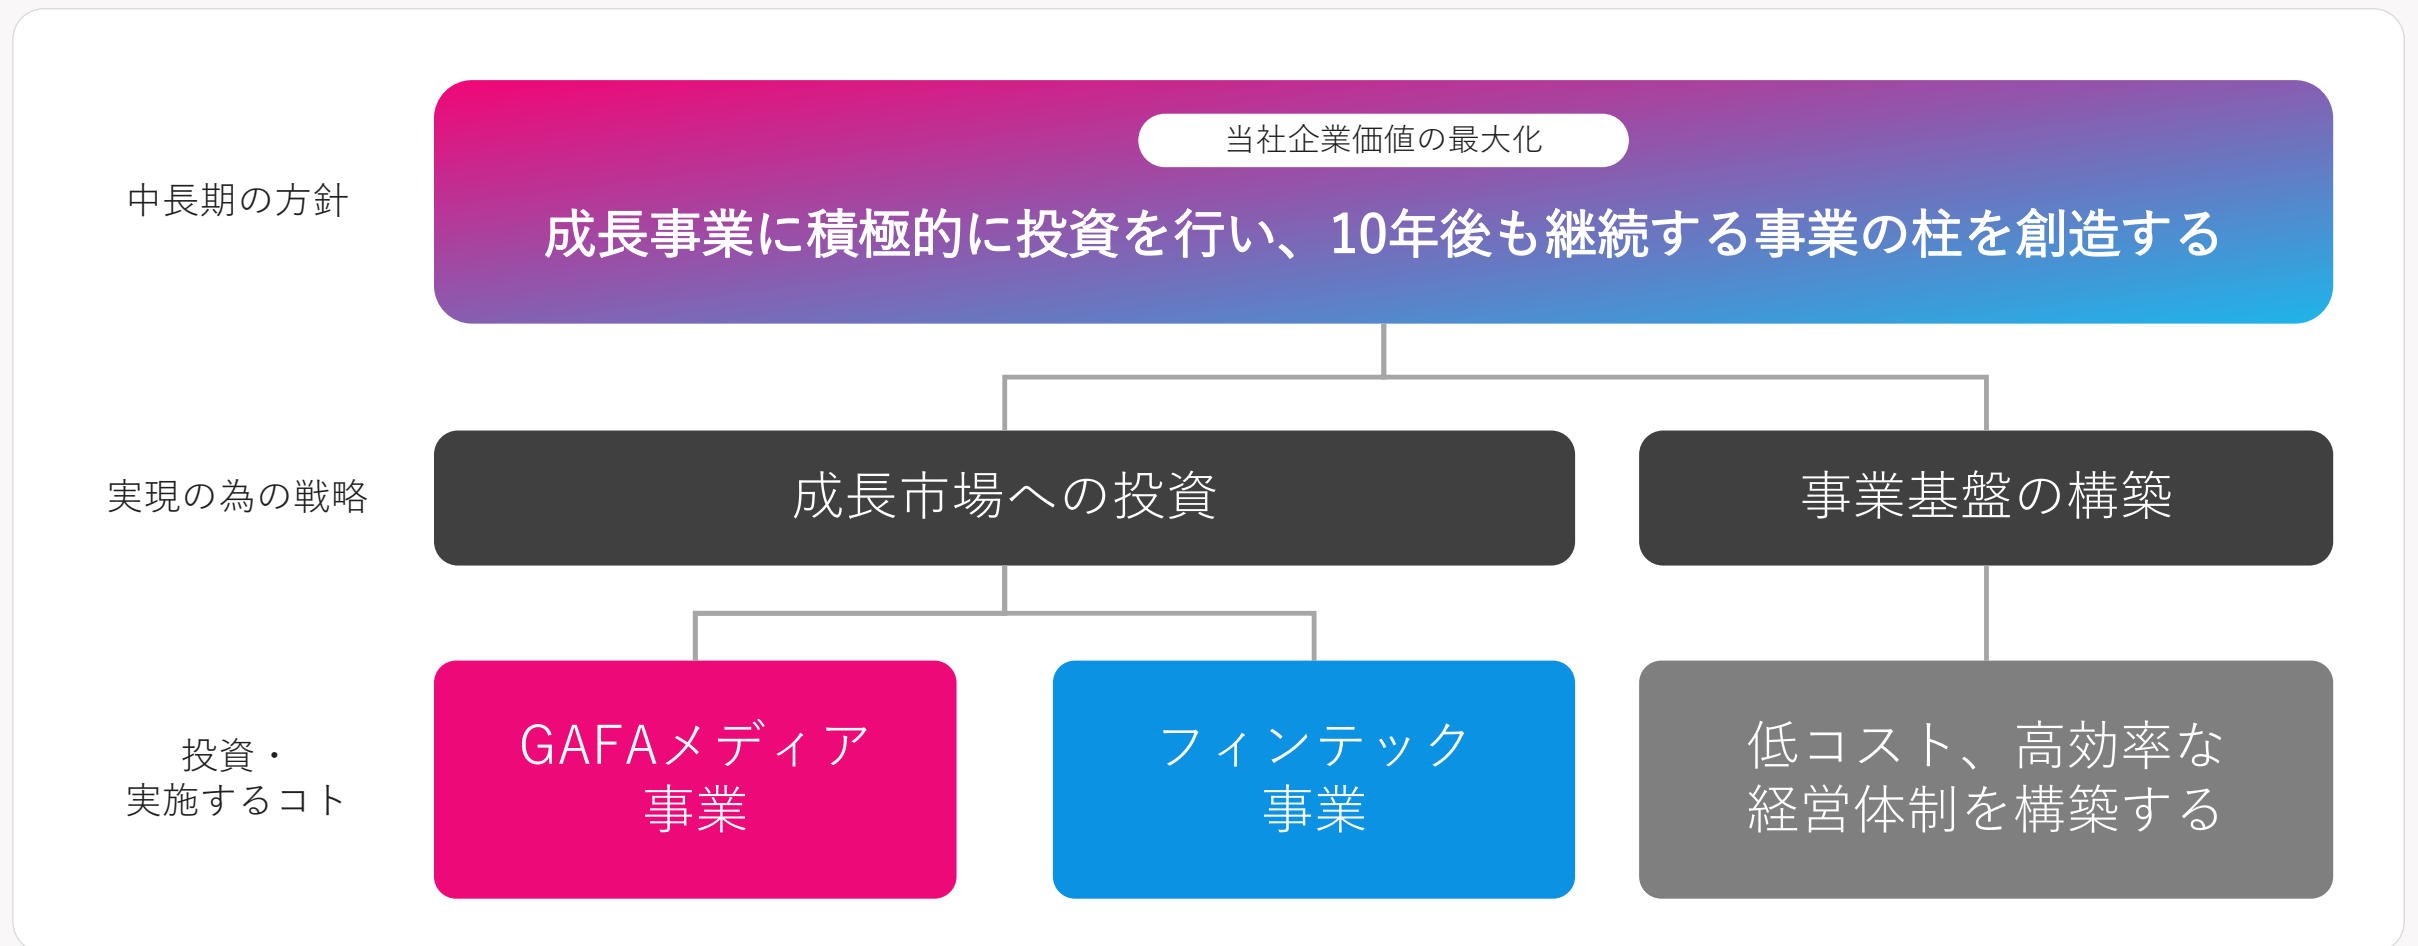 中長期の方針
当社企業価値の最大化
成長事業に積極的に投資を行い、10年後も継続する事業の柱を創造する
実現の為の戦略
成長市場への投資
事業基盤の構築
投資・
実施するコト
GAFAメディア
事業
フィンテック
事業
低コスト、高効率な
経営体制を構築する